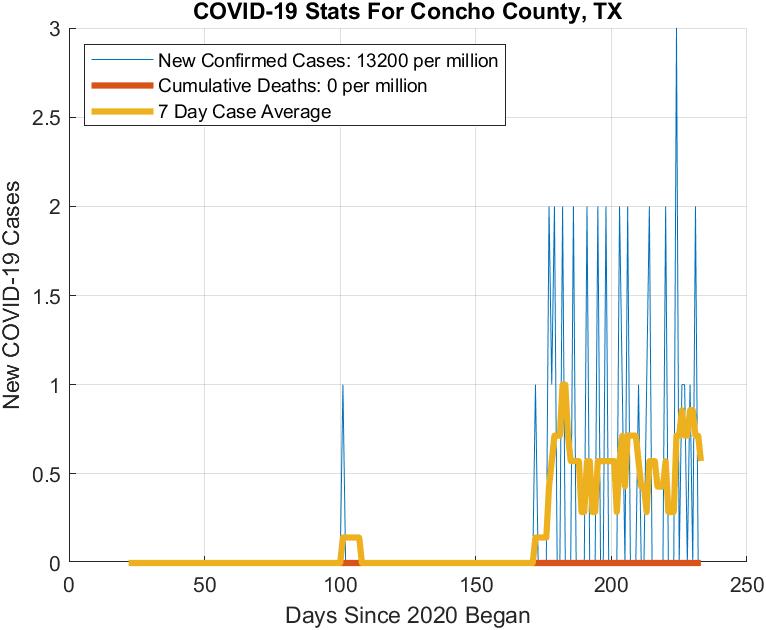 COVID-19 Stats For Concho County, TX
New Confirmed Cases: 13200 per million
Cumulative Deaths: 0 per million
7 Day Case Average
New COVID-19 Cases
3
2.5
2
1.5
1
0.5
0
0 50 100 150 200 250
Days Since 2020 Began